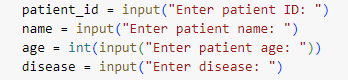 patient_id = input("Enter patient ID: ")
name = input("Enter patient name: ")
age = int(input("Enter patient age: "))
disease = input("Enter disease: ")